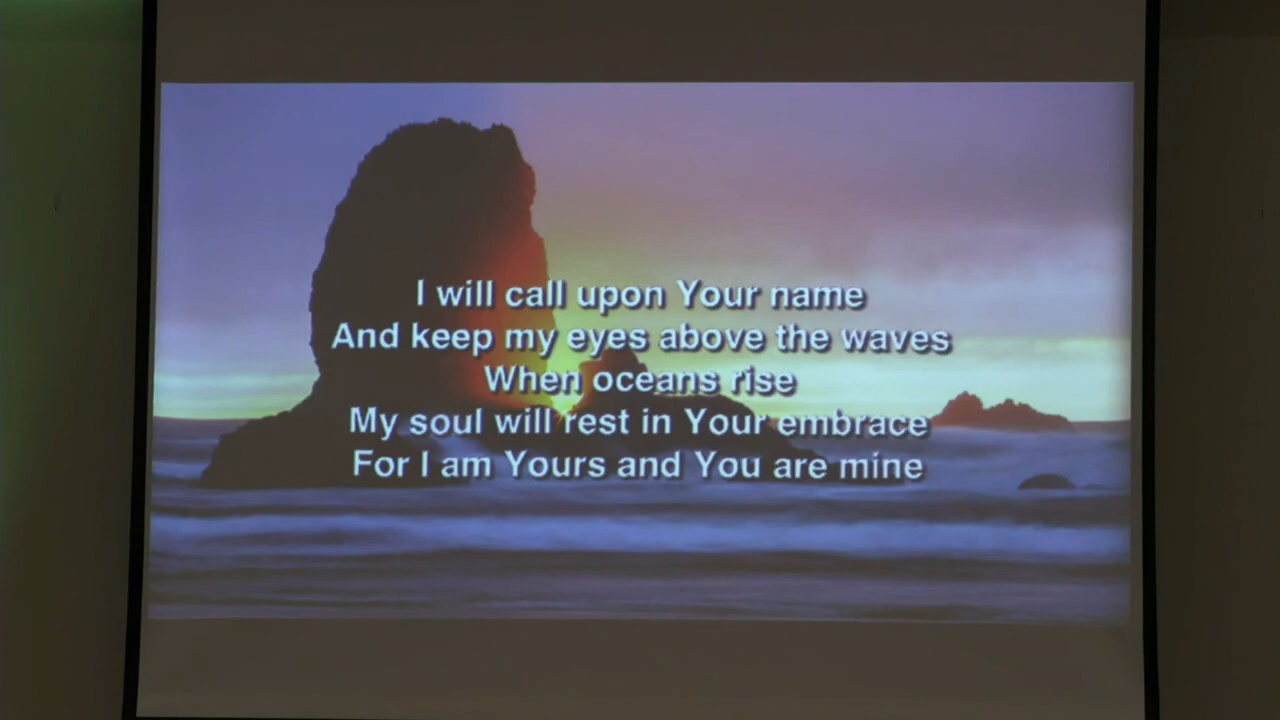 I will call upon Your name
And keep my eyes above the waves
When oceans rise
My soul will rest in Your embrace
For I am Yours and You are mine